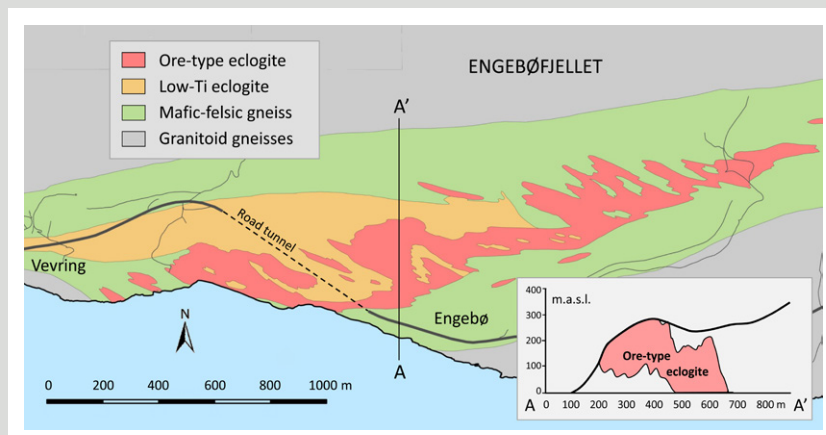 Ore-type eclogite
Low-Ti eclogite
Mafic-felsic gneiss
Granitoid gneisses
ENGEBØFJELLET
A'
Road tunnel
Vevring
Engebø
N
A
0 200 400 600 800 1000 m
400
m.a.s.l.
300
200
100
0
Ore-type
eclogite
A 0 100 200 300 400 500 600 700 800 m A'